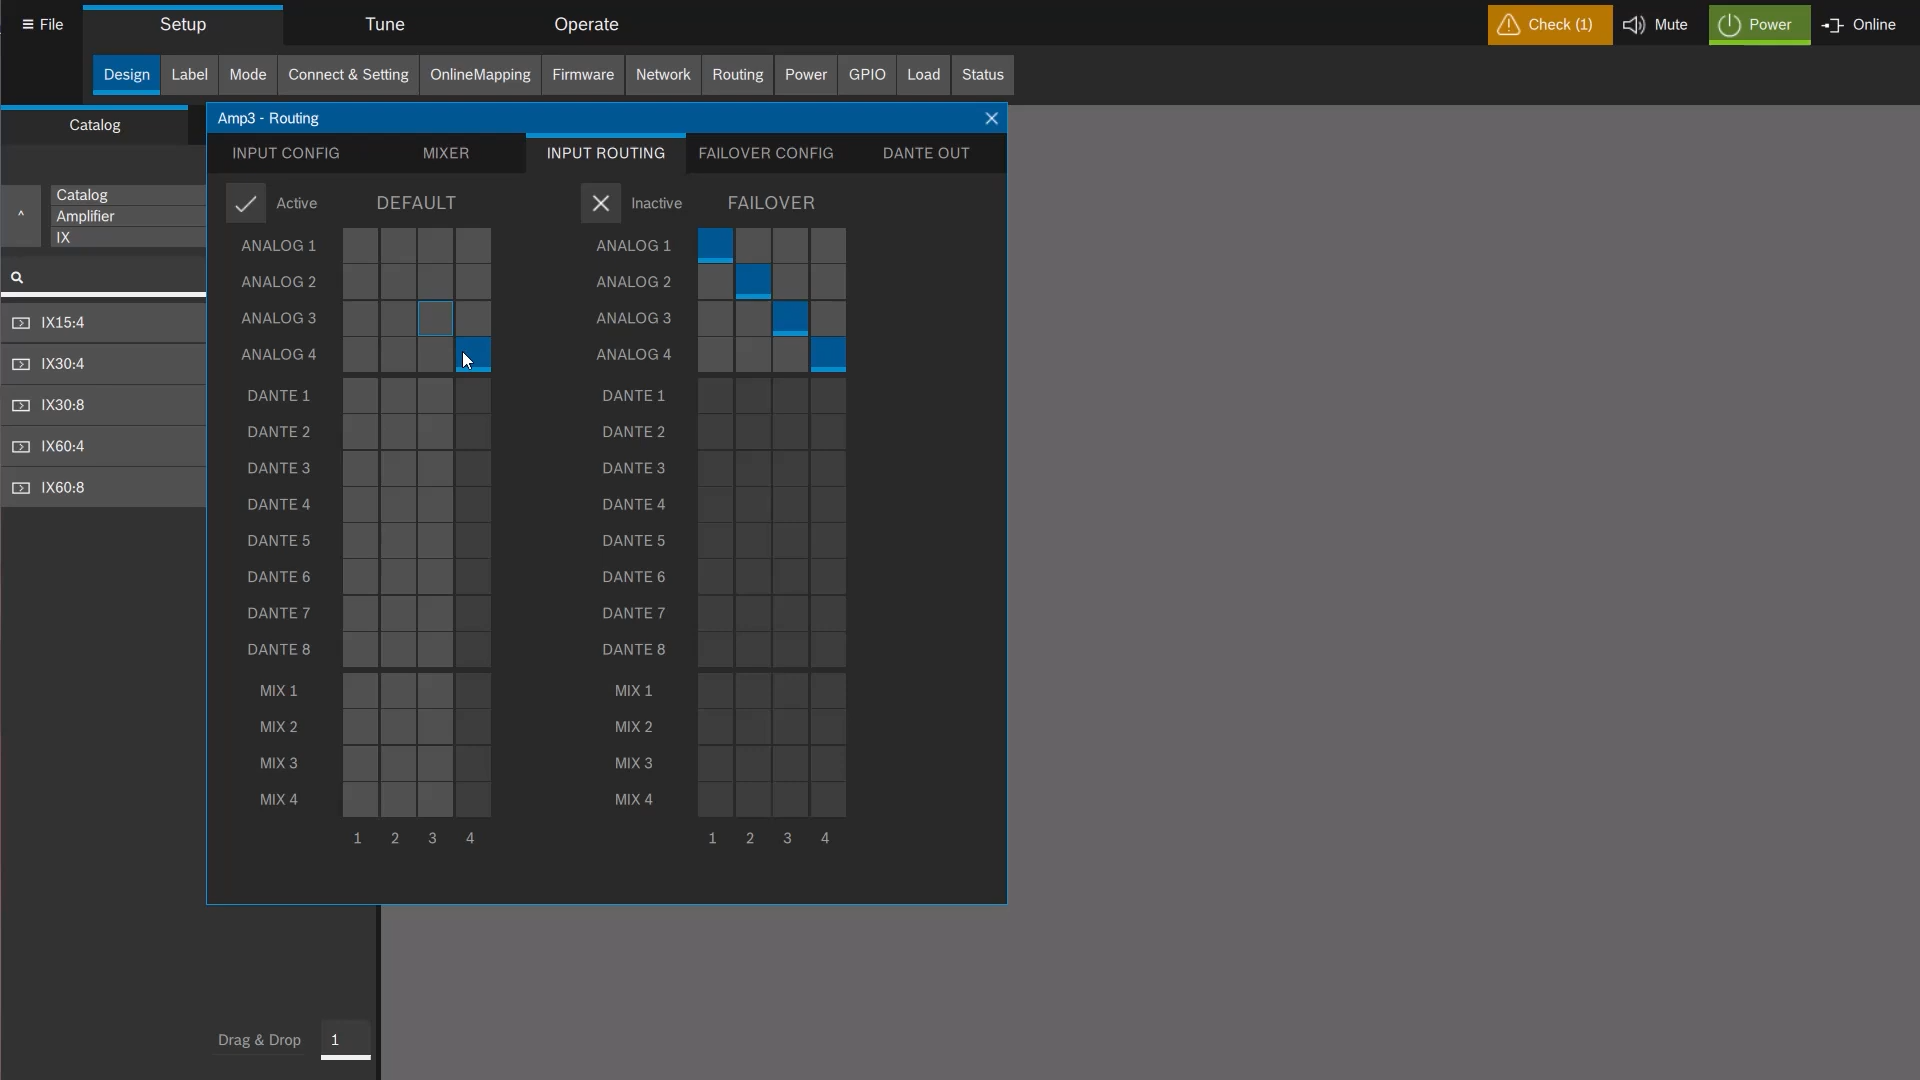 File
Setup
Tune
Operate
Check (1)
Mute
Power
Online
Design
Label
Mode
Connect & Setting
OnlineMapping
Firmware
Network
Routing
Power
GPIO
Load
Status
Catalog
Amp3 - Routing
INPUT CONFIG
MIXER
INPUT ROUTING
FAILOVER CONFIG
DANTE OUT
Catalog
Amplifier
IX
IX15:4
IX30:4
IX30:8
IX60:4
IX60:8
Active
DEFAULT
ANALOG 1
ANALOG 2
ANALOG 3
ANALOG 4
DANTE 1
DANTE 2
DANTE 3
DANTE 4
DANTE 5
DANTE 6
DANTE 7
DANTE 8
MIX 1
MIX 2
MIX 3
MIX 4
1 2 3 4
Inactive
FAILOVER
ANALOG 1
ANALOG 2
ANALOG 3
ANALOG 4
DANTE 1
DANTE 2
DANTE 3
DANTE 4
DANTE 5
DANTE 6
DANTE 7
DANTE 8
MIX 1
MIX 2
MIX 3
MIX 4
1 2 3 4
Drag & Drop 1